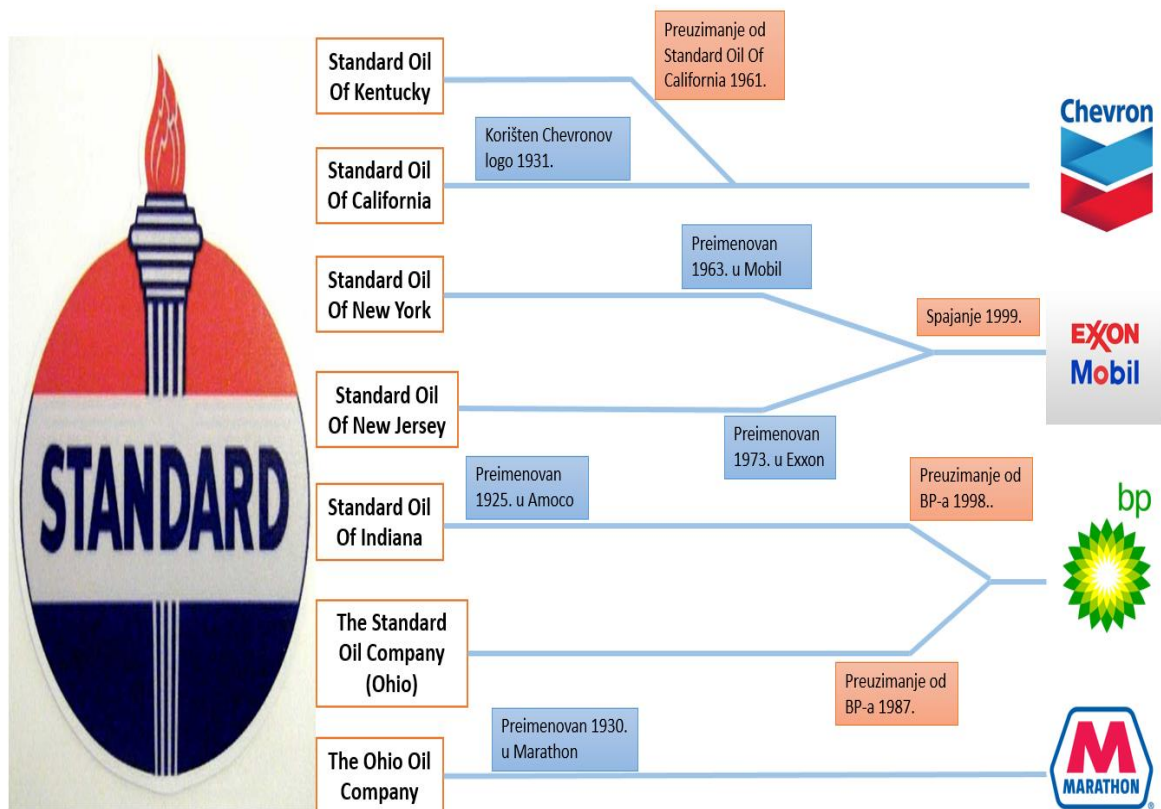 STANDARD
Standard Oil
Of Kentucky
Preuzimanje od
Standard Oil Of
California 1961.
Korišten Chevronov
logo 1931.
Standard Oil
Of California
Chevron
Standard Oil
Of New York
Preimenovan
1963. u Mobil
Spajanje 1999.
EXXON
Mobil
Standard Oil
Of New Jersey
Preimenovan
1973. u Exxon
Standard Oil
Of Indiana
Preimenovan
1925. u Amoco
Preuzimanje od
BP-a 1998..
bp
The Standard
Oil Company
(Ohio)
Preuzimanje od
BP-a 1987.
The Ohio Oil
Company
Preimenovan 1930.
u Marathon
M
MARATHON
®